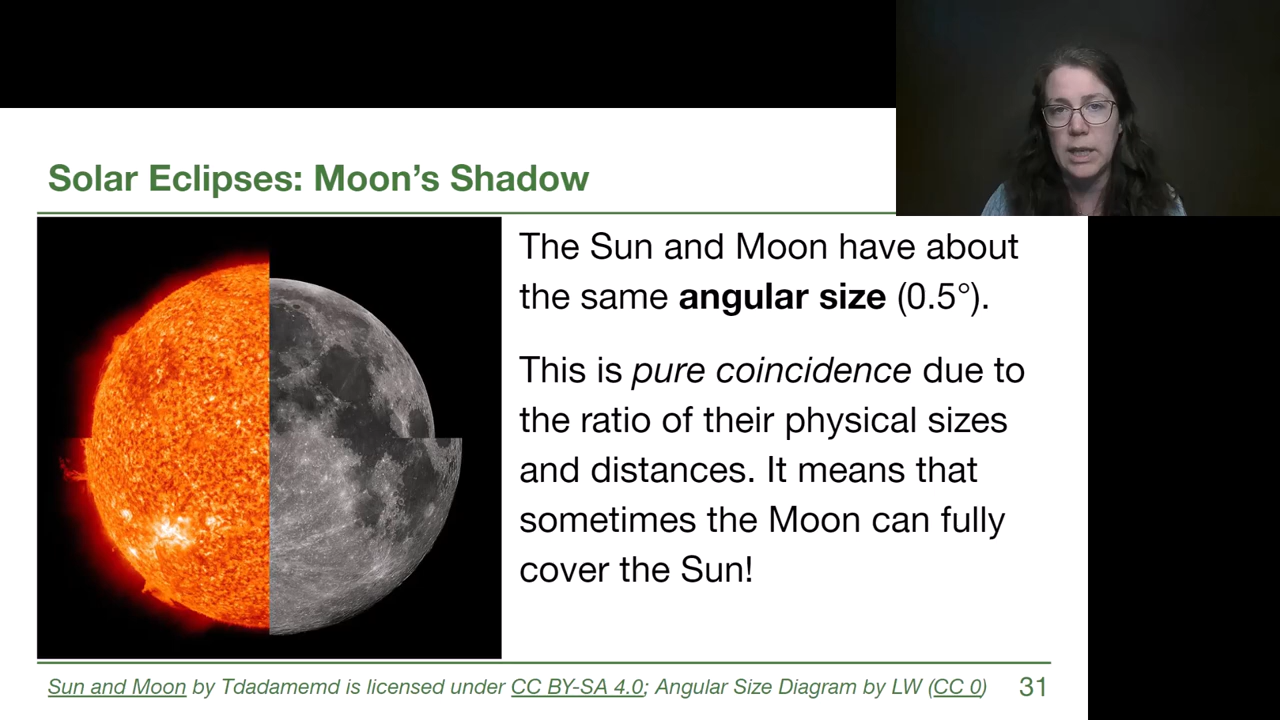 Solar Eclipses: Moon’s Shadow
The Sun and Moon have about
the same angular size (0.5°).
This is pure coincidence due to
the ratio of their physical sizes
and distances. It means that
sometimes the Moon can fully
cover the Sun!
Sun and Moon by Tdadamemd is licensed under CC BY-SA 4.0; Angular Size Diagram by LW (CC 0)
31